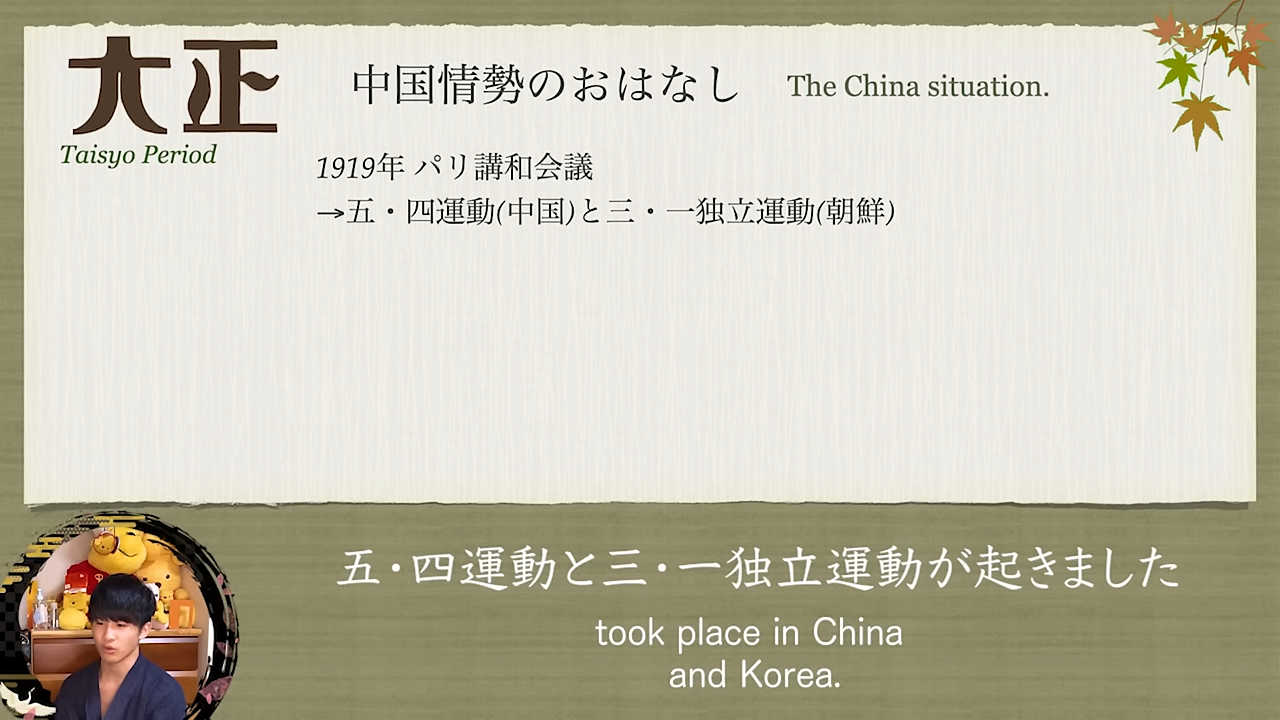 大正
Taisyo Period
中国情勢のおはなし
The China situation.
1919年 パリ講和会議
→五・四運動(中国)と三・一独立運動(朝鮮)
五・四運動と三・一独立運動が起きました
took place in China
and Korea.